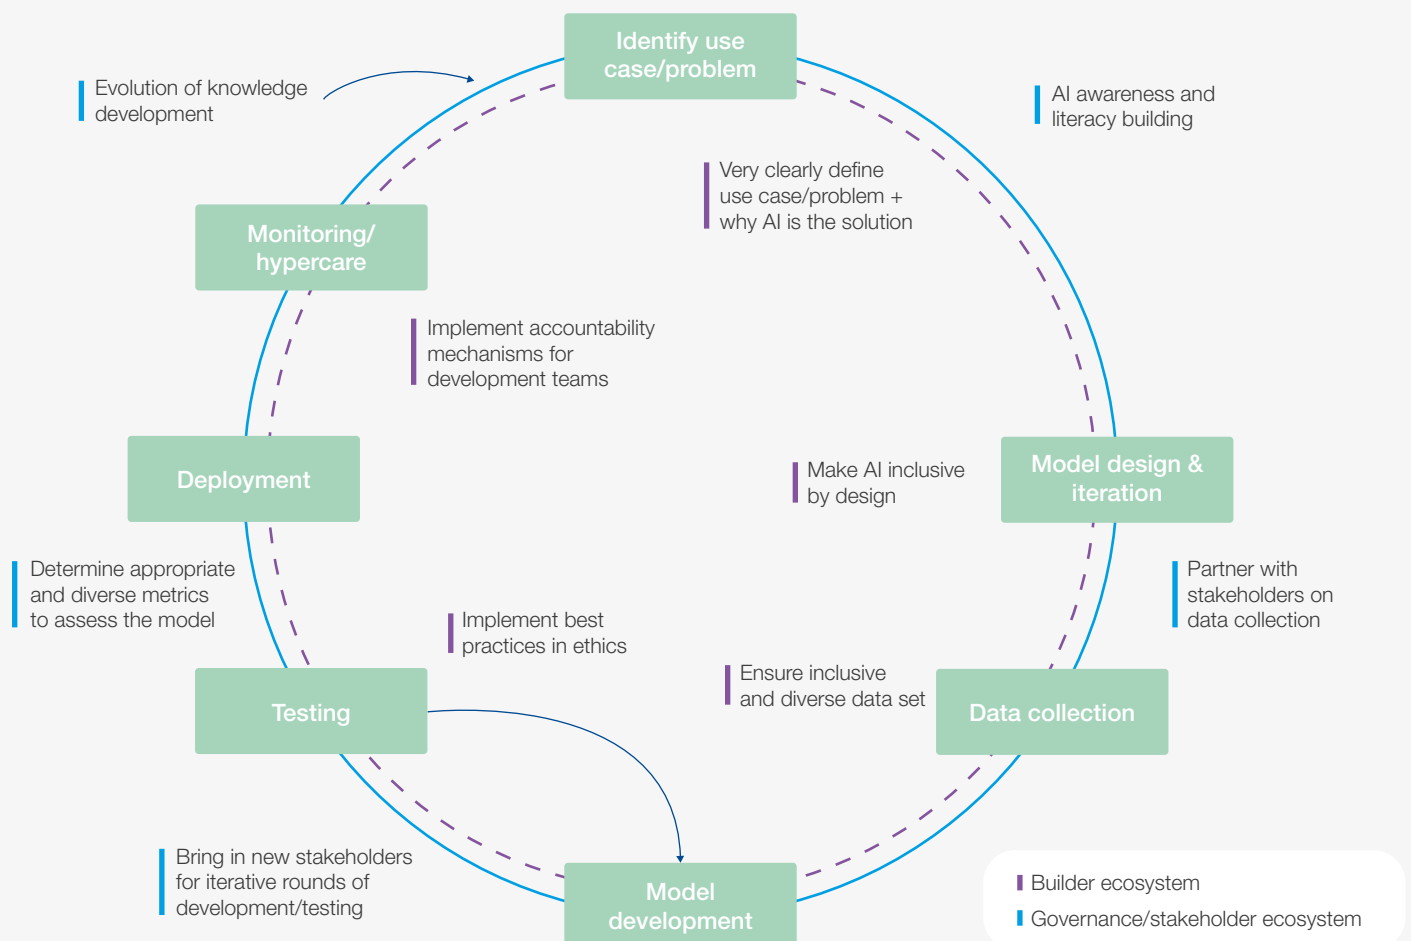 Identify use
case/problem
Evolution of knowledge
development
AI awareness and
literacy building
Very clearly define
use case/problem +
why AI is the solution
Monitoring/
hypercare
Implement accountability
mechanisms for
development teams
Deployment
Make AI inclusive
by design
Model design &
iteration
Determine appropriate
and diverse metrics
to assess the model
Partner with
stakeholders on
data collection
Implement best
practices in ethics
Ensure inclusive
and diverse data set
Testing
Data collection
Bring in new stakeholders
for iterative rounds of
development/testing
Model
development
Builder ecosystem
Governance/stakeholder ecosystem